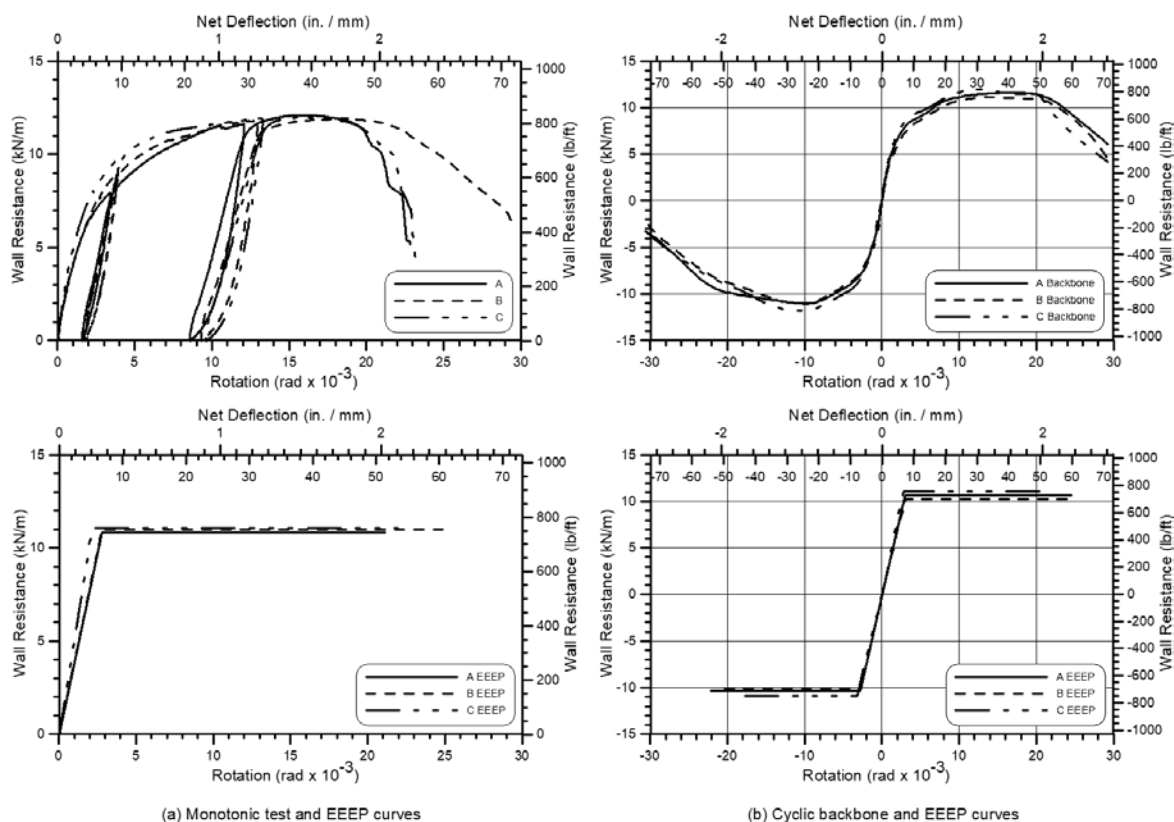 Net Deflection (in. / mm)
0 1 2
0 10 20 30 40 50 60 70
15
10
5
0
Wall Resistance (kN/m)
1000
800
600
400
200
0
Wall Resistance (lb/ft)
A
B
C
0 5 10 15 20 25 30
Rotation (rad x 10-3)
Net Deflection (in. / mm)
-2 0 2
-70 -60 -50 -40 -30 -20 -10 0 10 20 30 40 50 60 70
15
10
5
0
-5
-10
-15
Wall Resistance (kN/m)
1000
800
600
400
200
0
-200
-400
-600
-800
-1000
Wall Resistance (lb/ft)
A Backbone
B Backbone
C Backbone
-30 -20 -10 0 10 20 30
Rotation (rad x 10-3)
Net Deflection (in. / mm)
0 1 2
0 10 20 30 40 50 60 70
15
10
5
0
Wall Resistance (kN/m)
1000
800
600
400
200
0
Wall Resistance (lb/ft)
A EEEP
B EEEP
C EEEP
0 5 10 15 20 25 30
Rotation (rad x 10-3)
(a) Monotonic test and EEEP curves
Net Deflection (in. / mm)
-2 0 2
-70 -60 -50 -40 -30 -20 -10 0 10 20 30 40 50 60 70
15
10
5
0
-5
-10
-15
Wall Resistance (kN/m)
1000
800
600
400
200
0
-200
-400
-600
-800
-1000
Wall Resistance (lb/ft)
A EEEP
B EEEP
C EEEP
-30 -20 -10 0 10 20 30
Rotation (rad x 10-3)
(b) Cyclic backbone and EEEP curves